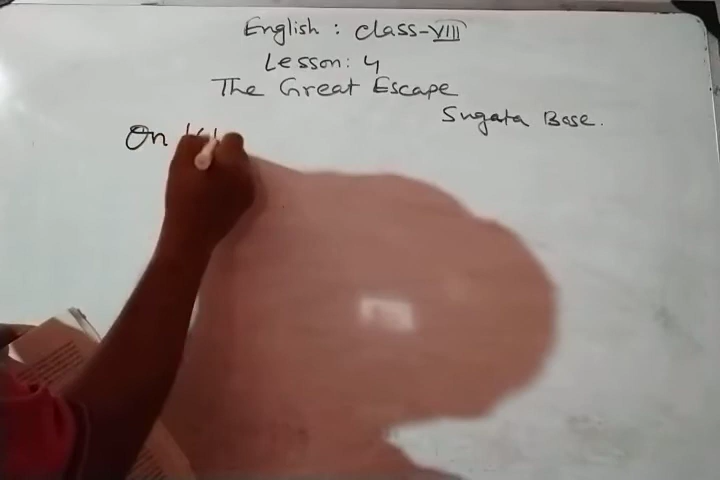 English : Class-VIII
Lesson: 4
The Great Escape
Sugata Bose.
On